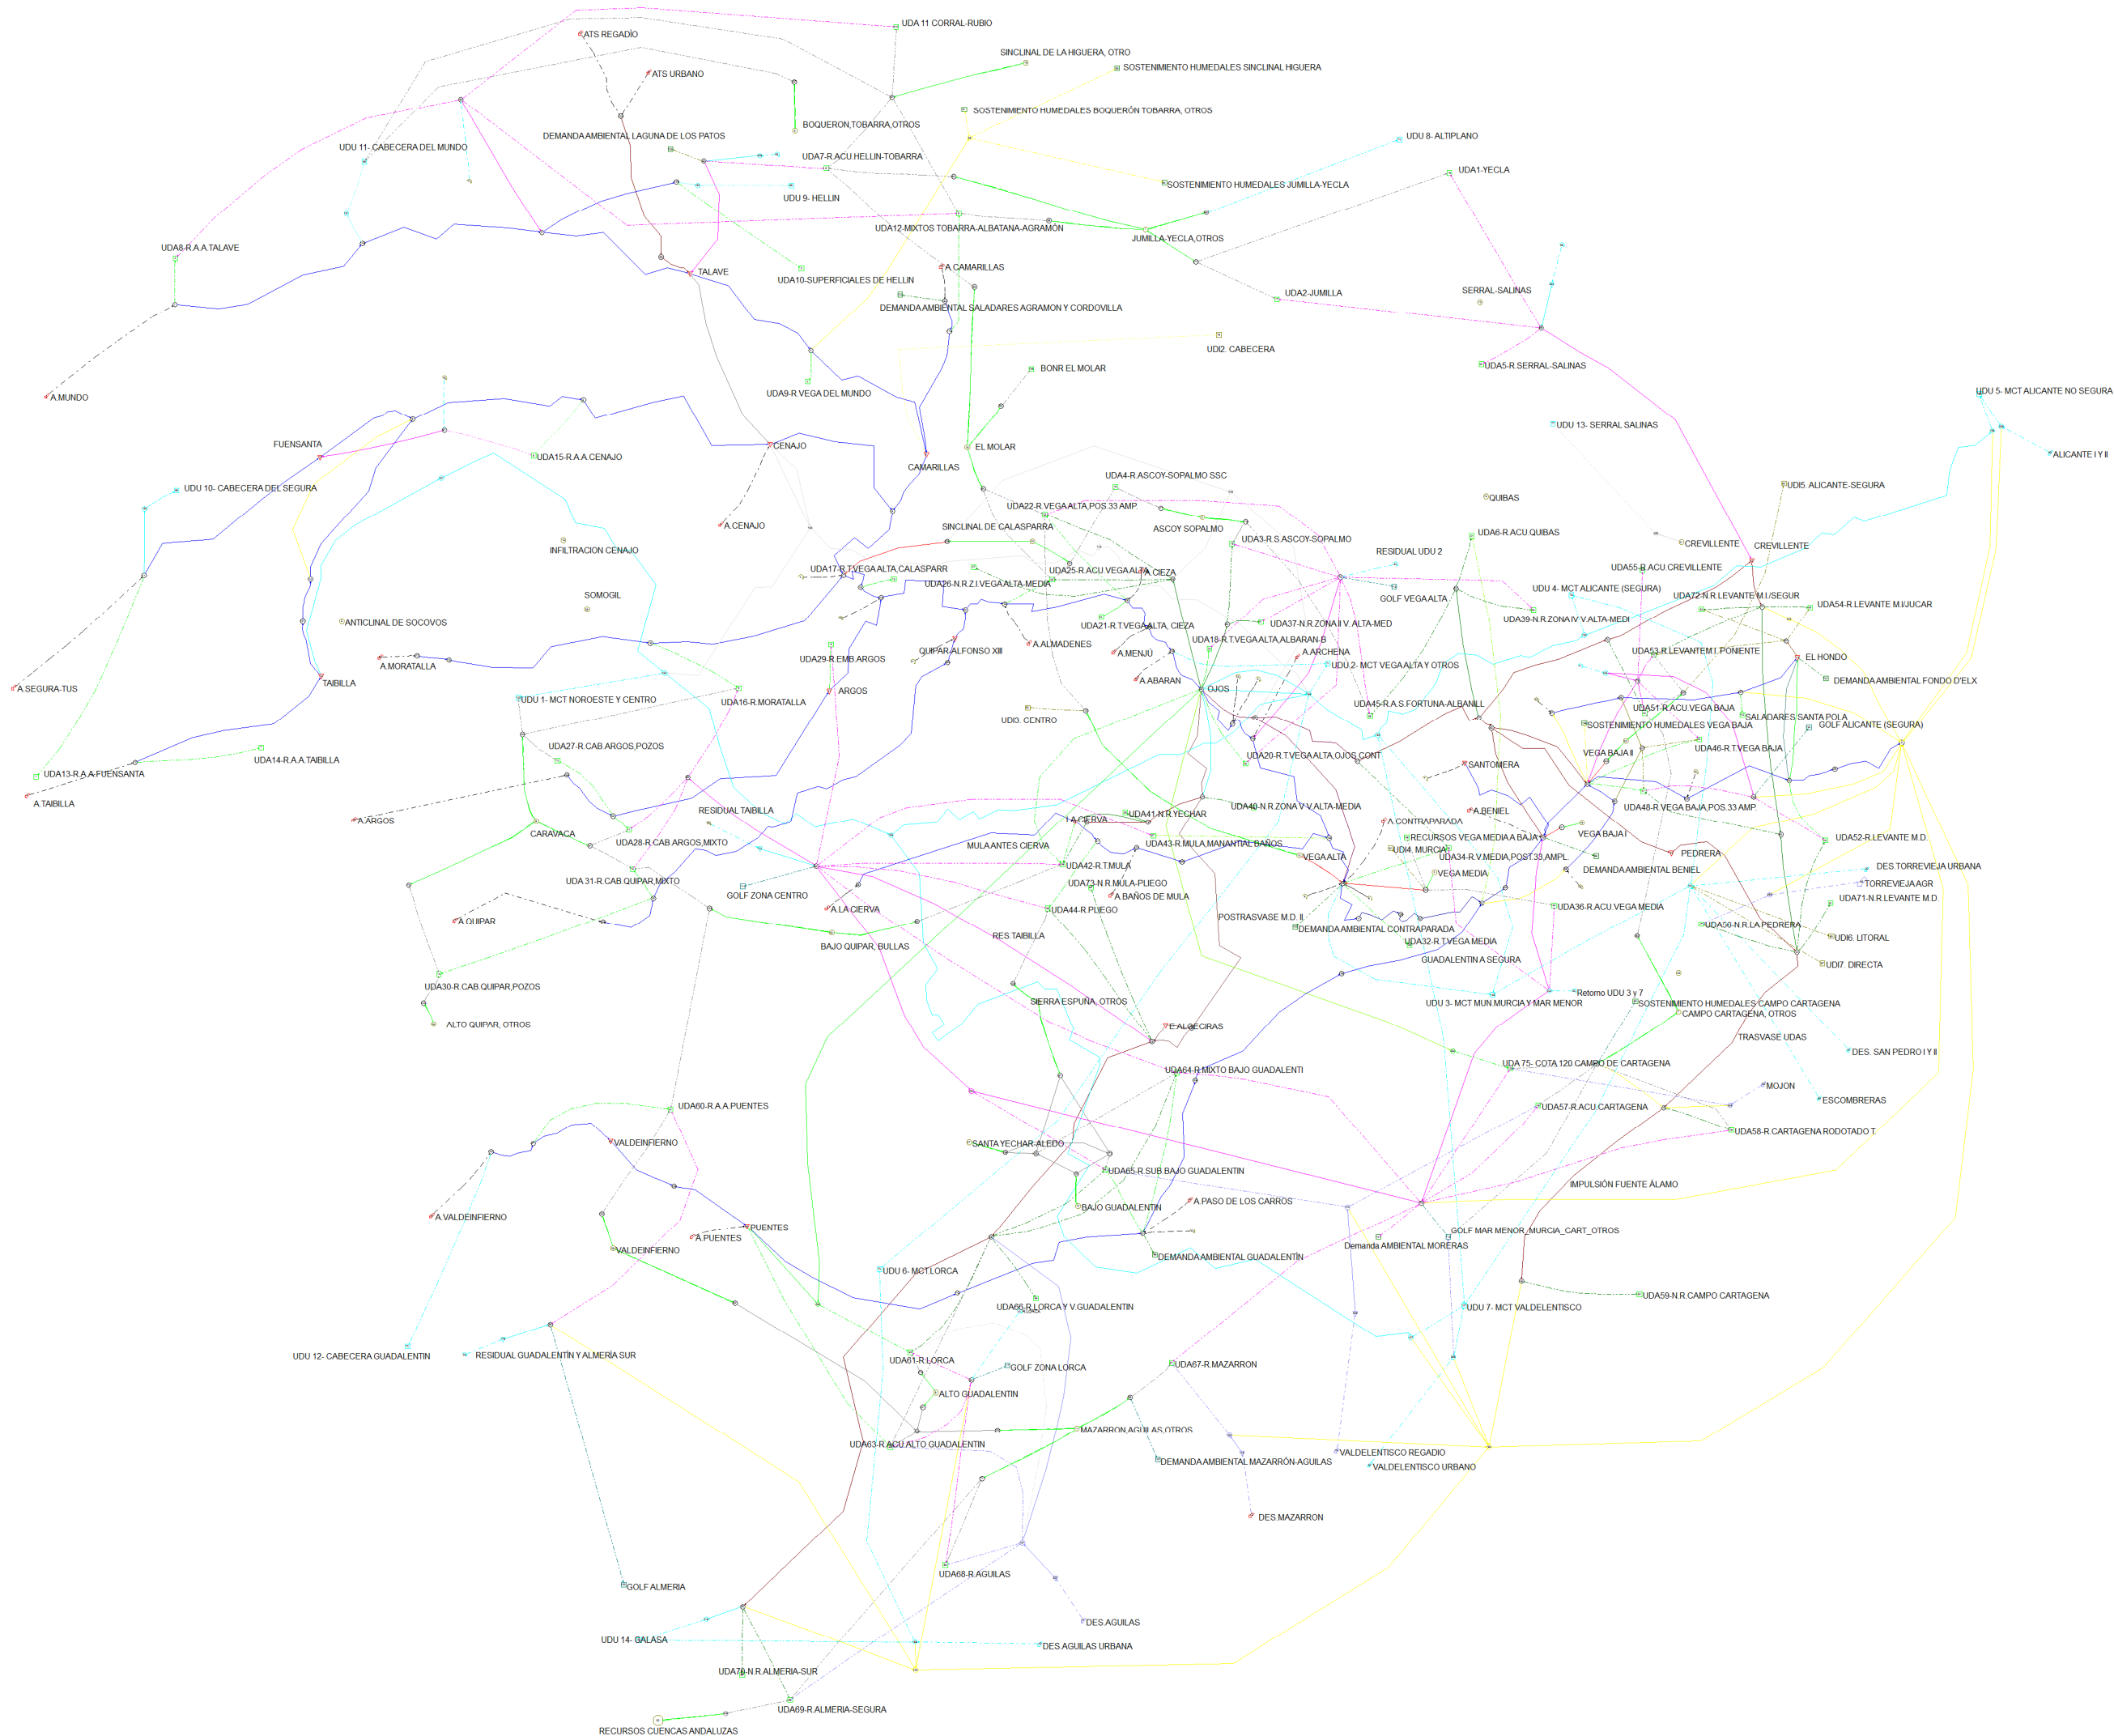 UDA 11 CORRAL-RUBIO
ATS REGADÍO
SINCLINAL DE LA HIGUERA, OTRO
SOSTENIMIENTO HUMEDALES SINCLINAL HIGUERA
ATS URBANO
SOSTENIMIENTO HUMEDALES BOQUERÓN TOBARRA, OTROS
BOQUERON,TOBARRA,OTROS
DEMANDA AMBIENTAL LAGUNA DE LOS PATOS
UDU 8- ALTIPLANO
UDU 11- CABECERA DEL MUNDO
UDA7-R.ACU.HELLIN-TOBARRA
UDA1-YECLA
SOSTENIMIENTO HUMEDALES JUMILLA-YECLA
UDU 9- HELLIN
UDA12-MIXTOS TOBARRA-ALBATANA-AGRAMÓN
JUMILLA-YECLA,OTROS
UDA8-R.A.A.TALAVE
TALAVE
A.CAMARILLAS
UDA10-SUPERFICIALES DE HELLIN
SERRAL-SALINAS
UDA2-JUMILLA
DEMANDA AMBIENTAL SALADARES AGRAMON Y CORDOVILLA
UDI2. CABECERA
UDA5-R.SERRAL-SALINAS
BONR EL MOLAR
UDA9-R.VEGA DEL MUNDO
UDU 5- MCT ALICANTE NO SEGURA
A.MUNDO
UDU 13- SERRAL SALINAS
FUENSANTA
CENAJO
EL MOLAR
UDA15-R.A.A.CENAJO
CAMARILLAS
ALICANTE I Y II
UDA4-R.ASCOY-SOPALMO SSC
UDI5. ALICANTE-SEGURA
UDU 10- CABECERA DEL SEGURA
QUIBAS
UDA22-R.VEGA ALTA,POS.33 AMP.
A.CENAJO
SINCLINAL DE CALASPARRA
ASCOY SOPALMO
UDA6-R.ACU.QUIBAS
UDA3-R.S.ASCOY-SOPALMO
CREVILLENTE
CREVILLENTE
INFILTRACION CENAJO
RESIDUAL UDU 2
UDA17-R.T.VEGA ALTA,CALASPARR
UDA25-R.ACU.VEGA ALTA
A.CIEZA
UDA55-R.ACU.CREVILLENTE
UDA26-N.R.Z.I.VEGA ALTA-MEDIA
UDU 4- MCT ALICANTE (SEGURA)
SOMOGIL
GOLF VEGA ALTA
UDA72-N.R.LEVANTE M.I./SEGUR
UDA54-R.LEVANTE M.I/JUCAR
ANTICLINAL DE SOCOVOS
UDA21-R.T.VEGA ALTA, CIEZA
UDA37-N.R.ZONA II V. ALTA-MED
UDA39-N.R.ZONA IV V.ALTA-MEDI
UDA18-R.T.VEGA ALTA,ALBARAN-B
A.ALMADENES
QUIPAR-ALFONSO XIII
A.MENJÚ
A.ARCHENA
UDA53-R.LEVANTE M.I. PONIENTE
EL HONDO
UDA29-R.EMB.ARGOS
A.MORATALLA
UDU 2- MCT VEGA ALTA Y OTROS
A.ABARAN
DEMANDA AMBIENTAL FONDO D'ELX
TAIBILLA
A.SEGURA-TUS
ARGOS
OJOS
UDU 1- MCT NOROESTE Y CENTRO
UDA16-R.MORATALLA
UDA45-R.A.S.FORTUNA-ALBANILL
UDA51-R.ACU.VEGA BAJA
UDI3. CENTRO
SALADARES SANTA POLA
SOSTENIMIENTO HUMEDALES VEGA BAJA
GOLF ALICANTE (SEGURA)
UDA27-R.CAB.ARGOS,POZOS
UDA46-R.T.VEGA BAJA
VEGA BAJA II
UDA14-R.A.A.TAIBILLA
UDA20-R.T.VEGA ALTA,OJOS,CONT
SANTOMERA
UDA13-R.A.A-FUENSANTA
A.TAIBILLA
RESIDUAL TAIBILLA
UDA40-N.R.ZONA V V.ALTA-MEDIA
UDA48-R.VEGA BAJA,POS.33 AMP.
A.BENIEL
A.ARGOS
CARAVACA
LA CIERVA
UDA41-N.R.YECHAR
A.CONTRAPARADA
VEGA BAJA I
UDA28-R.CAB.ARGOS,MIXTO
MULA ANTES CIERVA
UDA43-R.MULA,MANANTIAL BAÑOS
RECURSOS VEGA MEDIA A BAJA
UDA52-R.LEVANTE M.D.
UDI4. MURCIA
VEGA ALTA
UDA34-R.V.MEDIA,POST.33 AMPL.
PEDRERA
UDA42-R.T.MULA
VEGA MEDIA
DEMANDA AMBIENTAL BENIEL
DES.TORREVIEJA URBANA
UDA 31-R.CAB.QUIPAR,MIXTO
GOLF ZONA CENTRO
UDA73-N.R.MULA-PLIEGO
TORREVIEJA AGR
A.BAÑOS DE MULA
UDA71-N.R.LEVANTE M.D.
A.QUIPAR
A.LA CIERVA
UDA44-R.PLIEGO
POSTRASVASE M.D. II
UDA36-R.ACU.VEGA MEDIA
UDA50-N.R.LA PEDRERA
DEMANDA AMBIENTAL CONTRAPARADA
RES.TAIBILLA
BAJO QUIPAR, BULLAS
UDA32-R.T.VEGA MEDIA
UDI6. LITORAL
GUADALENTIN A SEGURA
UDI7. DIRECTA
UDA30-R.CAB.QUIPAR,POZOS
SIERRA ESPUÑA, OTROS
UDU 3- MCT MUN.MURCIA Y MAR MENOR
Retorno UDU 3 y 7
SOSTENIMIENTO HUMEDALES CAMPO CARTAGENA
CAMPO CARTAGENA, OTROS
ALTO QUIPAR, OTROS
E.ALGECIRAS
TRASVASE UDAS
DES. SAN PEDRO I Y II
UDA64-R.MIXTO BAJO GUADALENTI
UDA 75- COTA 120 CAMPO DE CARTAGENA
MOJON
ESCOMBRERAS
UDA60-R.A.A.PUENTES
UDA57-R.ACU.CARTAGENA
VALDEINFIERNO
SANTA YECHAR-ALEDO
UDA58-R.CARTAGENA RODOTADO T.
UDA65-R.SUB.BAJO GUADALENTIN
IMPULSIÓN FUENTE ÁLAMO
A.VALDEINFIERNO
BAJO GUADALENTIN
A.PASO DE LOS CARROS
PUENTES
A.PUENTES
GOLF MAR MENOR_MURCIA_CART_OTROS
VALDEINFIERNO
DEMANDA AMBIENTAL GUADALENTÍN
Demanda AMBIENTAL MORERAS
UDU 6- MCT.LORCA
UDA59-N.R.CAMPO CARTAGENA
UDA66-R.LORCA Y V.GUADALENTIN
UDU 7- MCT VALDELENTISCO
UDU 12- CABECERA GUADALENTIN
RESIDUAL GUADALENTÍN Y ALMERÍA SUR
UDA61-R.LORCA
GOLF ZONA LORCA
UDA67-R.MAZARRON
ALTO GUADALENTIN
MAZARRON,AGUILAS,OTROS
UDA63-R.ACU.ALTO GUADALENTIN
VALDELENTISCO REGADIO
DEMANDA AMBIENTAL MAZARRÓN-AGUILAS
VALDELENTISCO URBANO
DES.MAZARRON
UDA68-R.AGUILAS
GOLF ALMERIA
DES.AGUILAS
UDU 14- GALASA
DES.AGUILAS URBANA
UDA70-N.R.ALMERIA-SUR
UDA69-R.ALMERIA-SEGURA
RECURSOS CUENCAS ANDALUZAS